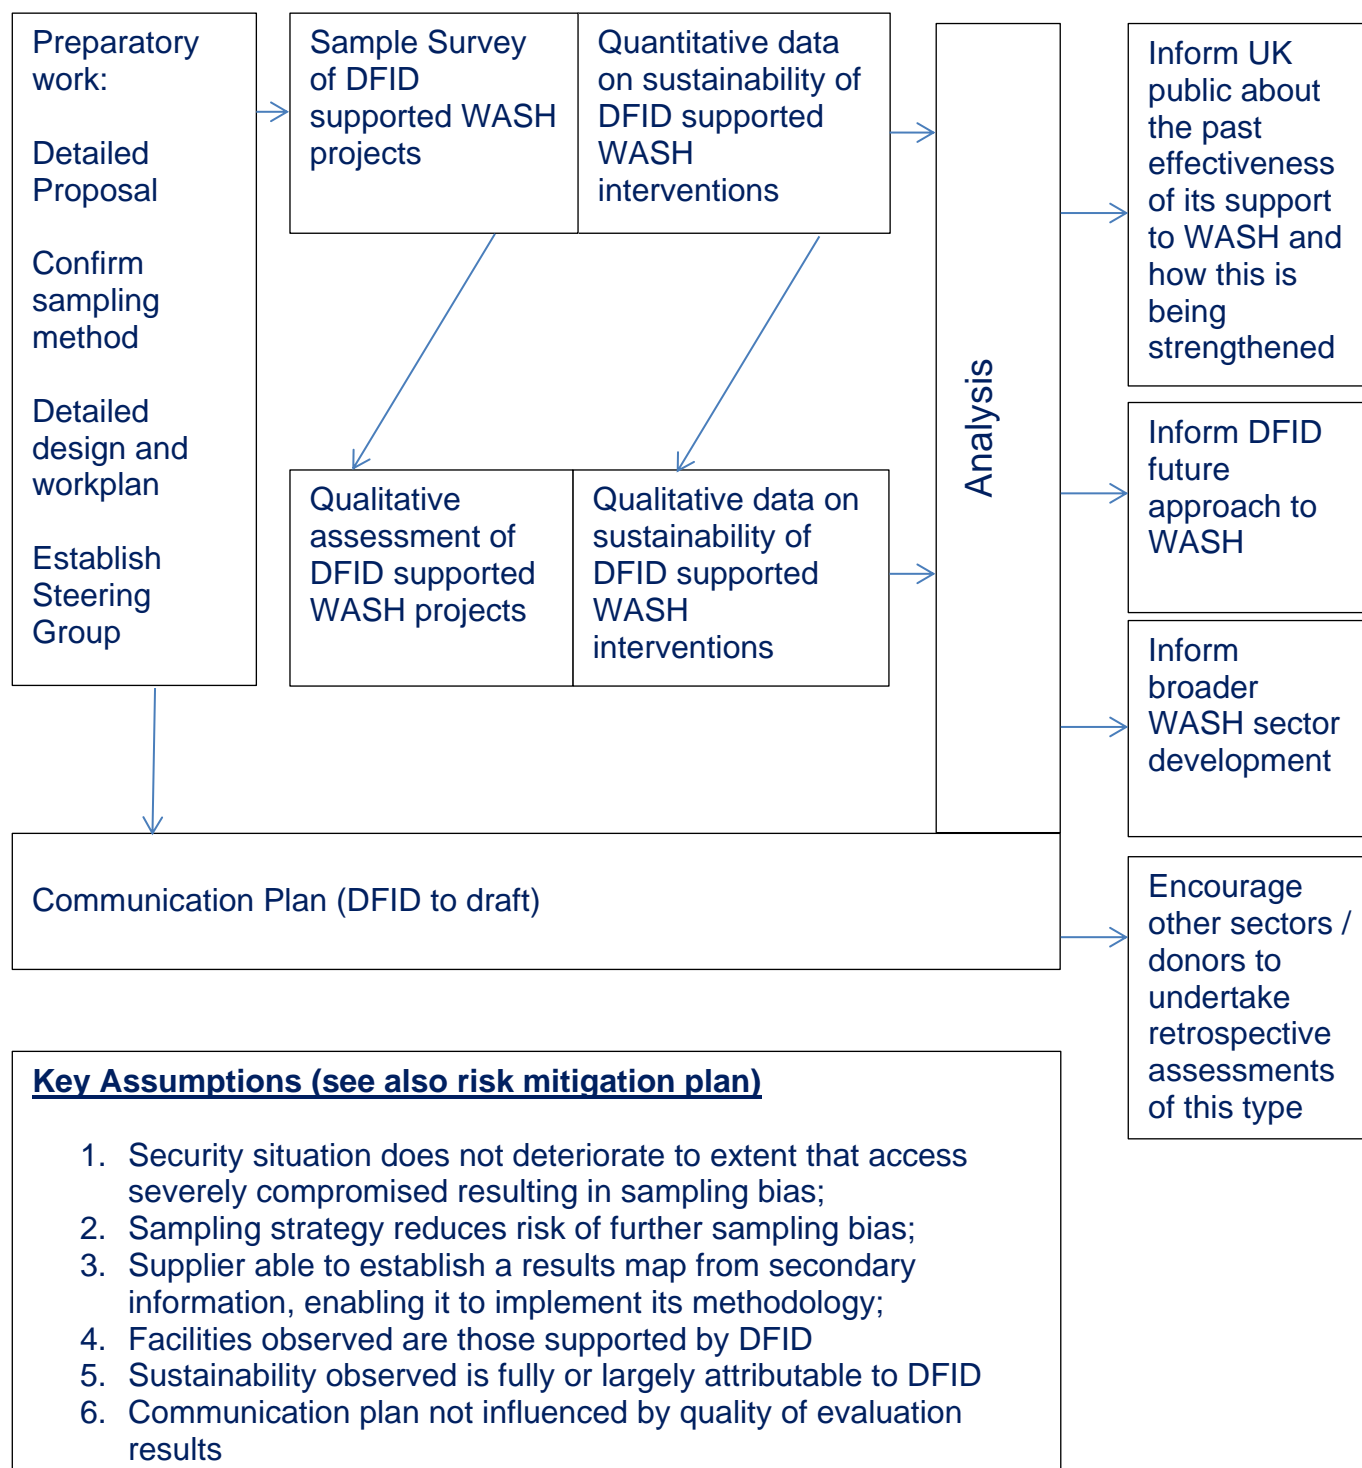 Preparatory
work:
Detailed
Proposal
Confirm
sampling
method
Detailed
design and
workplan
Establish
Steering
Group
Sample Survey
of DFID
supported WASH
projects
Quantitative data
on sustainability of
DFID supported
WASH
interventions
Qualitative
assessment of
DFID supported
WASH projects
Qualitative data on
sustainability of
DFID supported
WASH
interventions
Analysis
Inform UK
public about
the past
effectiveness
of its support
to WASH and
how this is
being
strengthened
Inform DFID
future
approach to
WASH
Inform
broader
WASH sector
development
Encourage
other sectors /
donors to
undertake
retrospective
assessments
of this type
Communication Plan (DFID to draft)
Key Assumptions (see also risk mitigation plan)
1. Security situation does not deteriorate to extent that access
severely compromised resulting in sampling bias;
2. Sampling strategy reduces risk of further sampling bias;
3. Supplier able to establish a results map from secondary
information, enabling it to implement its methodology;
4. Facilities observed are those supported by DFID
5. Sustainability observed is fully or largely attributable to DFID
6. Communication plan not influenced by quality of evaluation
results